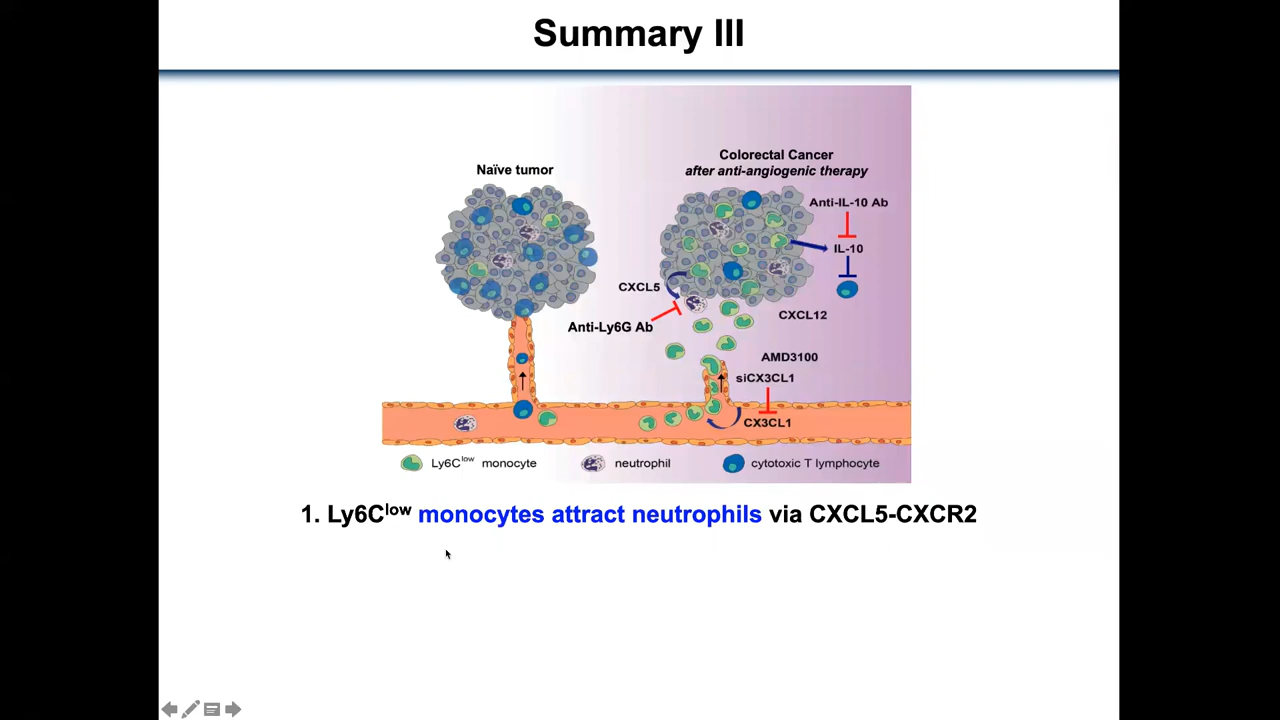 Summary III
Naïve tumor
Colorectal Cancer
after anti-angiogenic therapy
Anti-IL-10 Ab
IL-10
CXCL5
Anti-Ly6G Ab
CXCL12
AMD3100
siCX3CL1
CX3CL1
Ly6Clow monocyte
neutrophil
cytotoxic T lymphocyte
1. Ly6Clow monocytes attract neutrophils via CXCL5-CXCR2